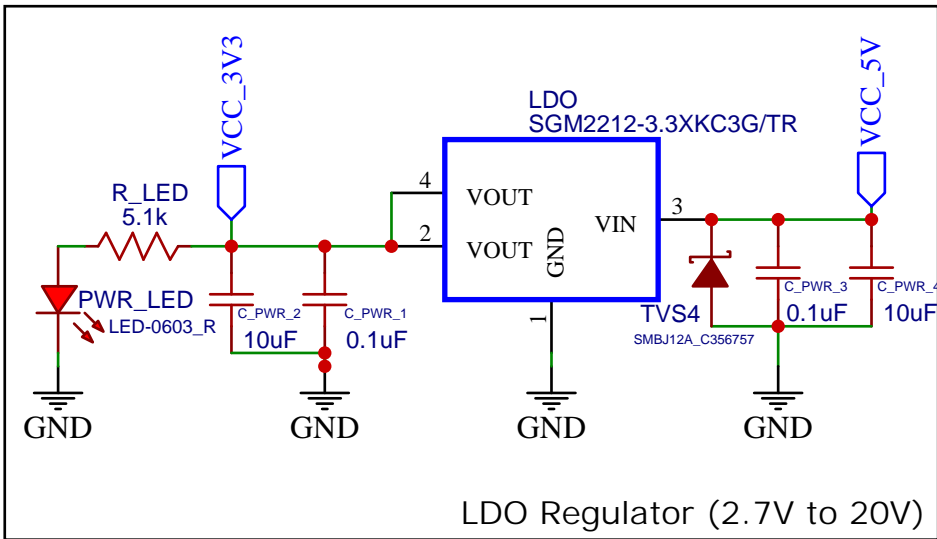 VCC_3V3
VCC_5V
LDO
SGM2212-3.3XKC3G/TR
R_LED
5.1k
4
VOUT
2
VOUT
GND
VIN
3
1
PWR_LED
LED-0603_R
C_PWR_2
10uF
C_PWR_1
0.1uF
TVS4
SMBJ12A_C356757
C_PWR_3
0.1uF
C_PWR_4
10uF
GND
GND
GND
GND
LDO Regulator (2.7V to 20V)